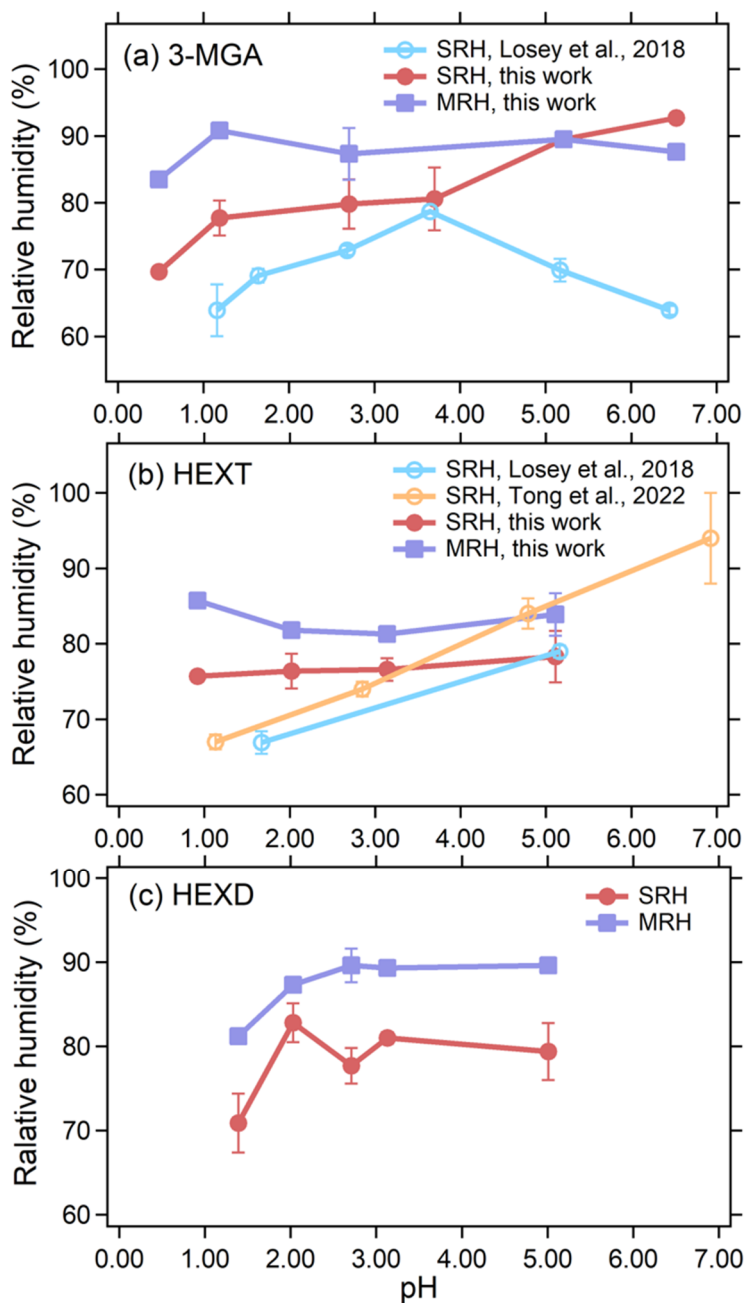 (a) 3-MGA
SRH, Losey et al., 2018
SRH, this work
MRH, this work
Relative humidity (%)
100
90
80
70
60
0.00 1.00 2.00 3.00 4.00 5.00 6.00 7.00
(b) HEXT
SRH, Losey et al., 2018
SRH, Tong et al., 2022
SRH, this work
MRH, this work
Relative humidity (%)
100
90
80
70
60
0.00 1.00 2.00 3.00 4.00 5.00 6.00 7.00
(c) HEXD
SRH
MRH
Ralative humidity (%)
100
90
80
70
60
0.00 1.00 2.00 3.00 4.00 5.00 6.00 7.00
pH